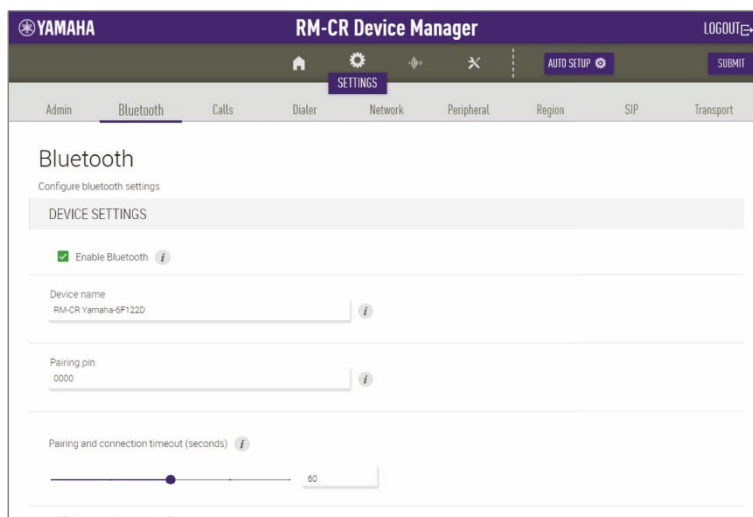 YAMAHA
RM-CR Device Manager
LOGOUT
AUTO SETUP
SUBMIT
SETTINGS
Admin Bluetooth Calls Dialer Network Peripheral Region SIP Transport
Bluetooth
Configure bluetooth settings
DEVICE SETTINGS
Enable Bluetooth i
Device name
RM-CR Yamaha-6F122D
i
Pairing pin
0000
i
Pairing and connection timeout (seconds) i
60